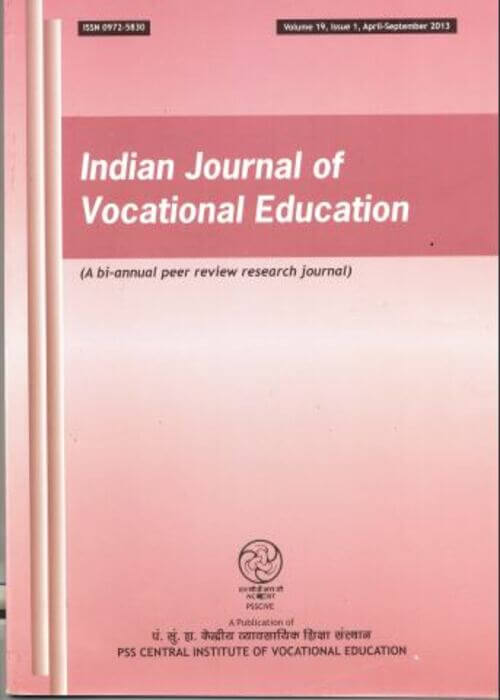 ISSN 0972-5830
Volume 19, Issue 1, April-September 2013
Indian Journal of
Vocational Education
(A bi-annual peer review research journal)
PSSCIVE
A Publication of
पं. सुं. श. केन्द्रीय व्यावसायिक शिक्षा संस्थान
PSS CENTRAL INSTITUTE OF VOCATIONAL EDUCATION